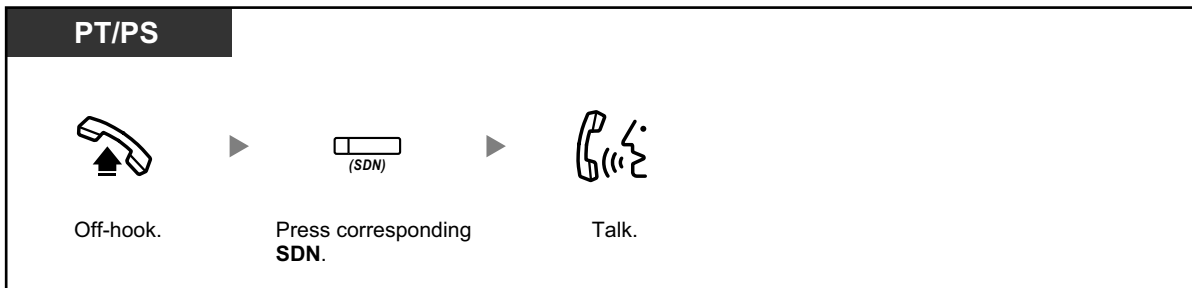 PT/PS
(SDN)
Off-hook.
Press corresponding
SDN.
Talk.